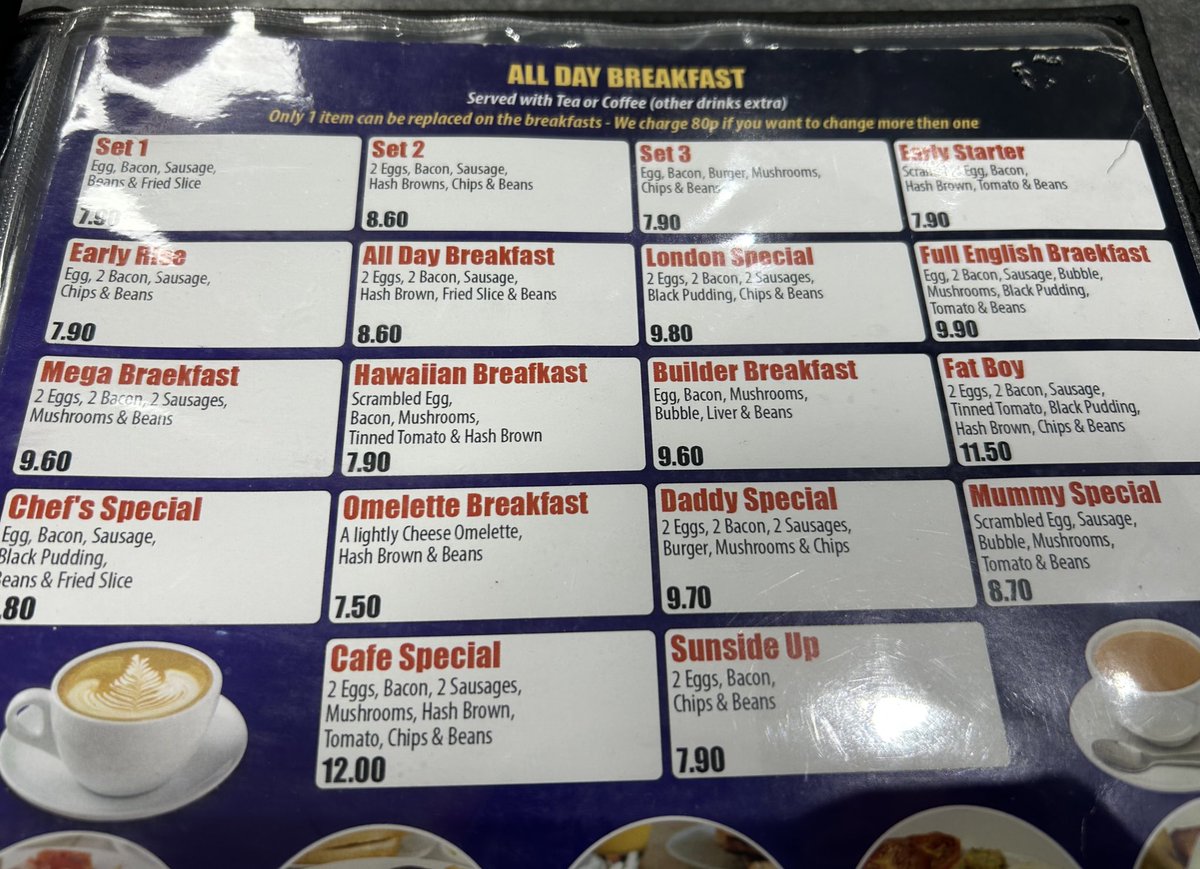 ALL DAY BREAKFAST
Served with Tea or Coffee (other drinks extra)
Only 1 item can be replaced on the breakfasts - We charge 80p if you want to change more then one
Set 1
Egg, Bacon, Sausage,
Beans & Fried Slice
7.90
Set 2
2 Eggs, Bacon, Sausage,
Hash Browns, Chips & Beans
8.60
Set 3
Egg, Bacon, Burger, Mushrooms,
Chips & Beans
7.90
Early Starter
Scrambled Egg, Bacon,
Hash Brown, Tomato & Beans
7.90
Early Rise
Egg, 2 Bacon, Sausage,
Chips & Beans
7.90
All Day Breakfast
2 Eggs, 2 Bacon, Sausage,
Hash Brown, Fried Slice & Beans
8.60
London Special
2 Eggs, 2 Bacon, 2 Sausages,
Black Pudding, Chips & Beans
9.80
Full English Braekfast
Egg, 2 Bacon, Sausage, Bubble,
Mushrooms, Black Pudding,
Tomato & Beans
9.90
Mega Braekfast
2 Eggs, 2 Bacon, 2 Sausages,
Mushrooms & Beans
9.60
Hawaiian Breafkast
Scrambled Egg,
Bacon, Mushrooms,
Tinned Tomato & Hash Brown
7.90
Builder Breakfast
Egg, Bacon, Mushrooms,
Bubble, Liver & Beans
9.60
Fat Boy
2 Eggs, 2 Bacon, Sausage,
Tinned Tomato, Black Pudding,
Hash Brown, Chips & Beans
11.50
Chef's Special
Egg, Bacon, Sausage,
Black Pudding,
Beans & Fried Slice
.80
Omelette Breakfast
A lightly Cheese Omelette,
Hash Brown & Beans
7.50
Daddy Special
2 Eggs, 2 Bacon, 2 Sausages,
Burger, Mushrooms & Chips
9.70
Mummy Special
Scrambled Egg, Sausage,
Bubble, Mushrooms,
Tomato & Beans
8.70
Cafe Special
2 Eggs, Bacon, 2 Sausages,
Mushrooms, Hash Brown,
Tomato, Chips & Beans
12.00
Sunside Up
2 Eggs, Bacon,
Chips & Beans
7.90